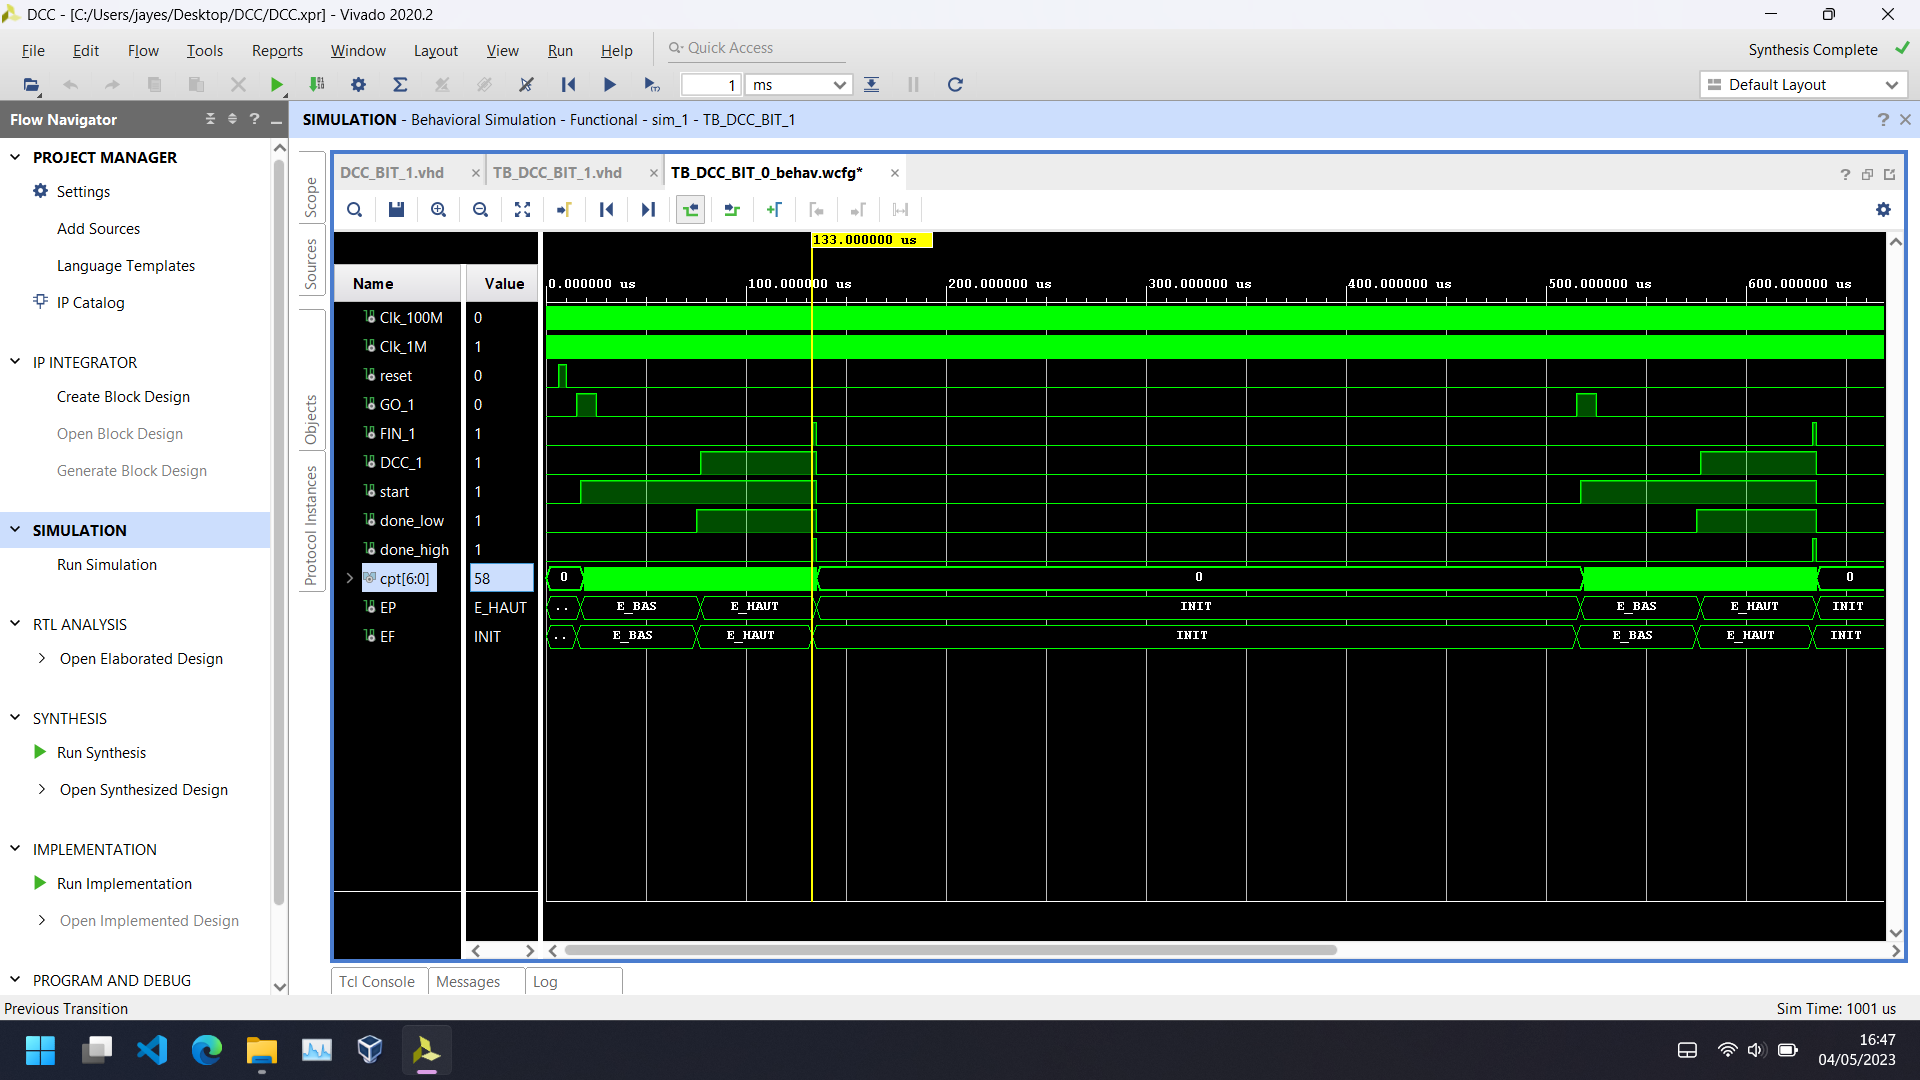 DCC - [C:/Users/jayes/Desktop/DCC/DCC.xpr] - Vivado 2020.2
File Edit Flow Tools Reports Window Layout View Run Help Quick Access
Synthesis Complete
1 ms
Default Layout
Flow Navigator
SIMULATION - Behavioral Simulation - Functional - sim_1 - TB_DCC_BIT_1
PROJECT MANAGER
Settings
Add Sources
Language Templates
IP Catalog
IP INTEGRATOR
Create Block Design
Open Block Design
Generate Block Design
SIMULATION
Run Simulation
RTL ANALYSIS
Open Elaborated Design
SYNTHESIS
Run Synthesis
Open Synthesized Design
IMPLEMENTATION
Run Implementation
Open Implemented Design
PROGRAM AND DEBUG
Scope
Sources
Objects
Protocol Instances
DCC_BIT_1.vhd TB_DCC_BIT_1.vhd TB_DCC_BIT_0_behav.wcfg*
133.000000 us
Name Value
0.000000 us 100.000000 us 200.000000 us 300.000000 us 400.000000 us 500.000000 us 600.000000 us
Clk_100M 0
Clk_1M 1
reset 0
GO_1 0
FIN_1 1
DCC_1 1
start 1
done_low 1
done_high 1
cpt[6:0] 58 0 0 0
EP E_HAUT .. E_BAS E_HAUT INIT E_BAS E_HAUT INIT
EF INIT .. E_BAS E_HAUT INIT E_BAS E_HAUT INIT
Tcl Console Messages Log
Previous Transition
Sim Time: 1001 us
16:47
04/05/2023